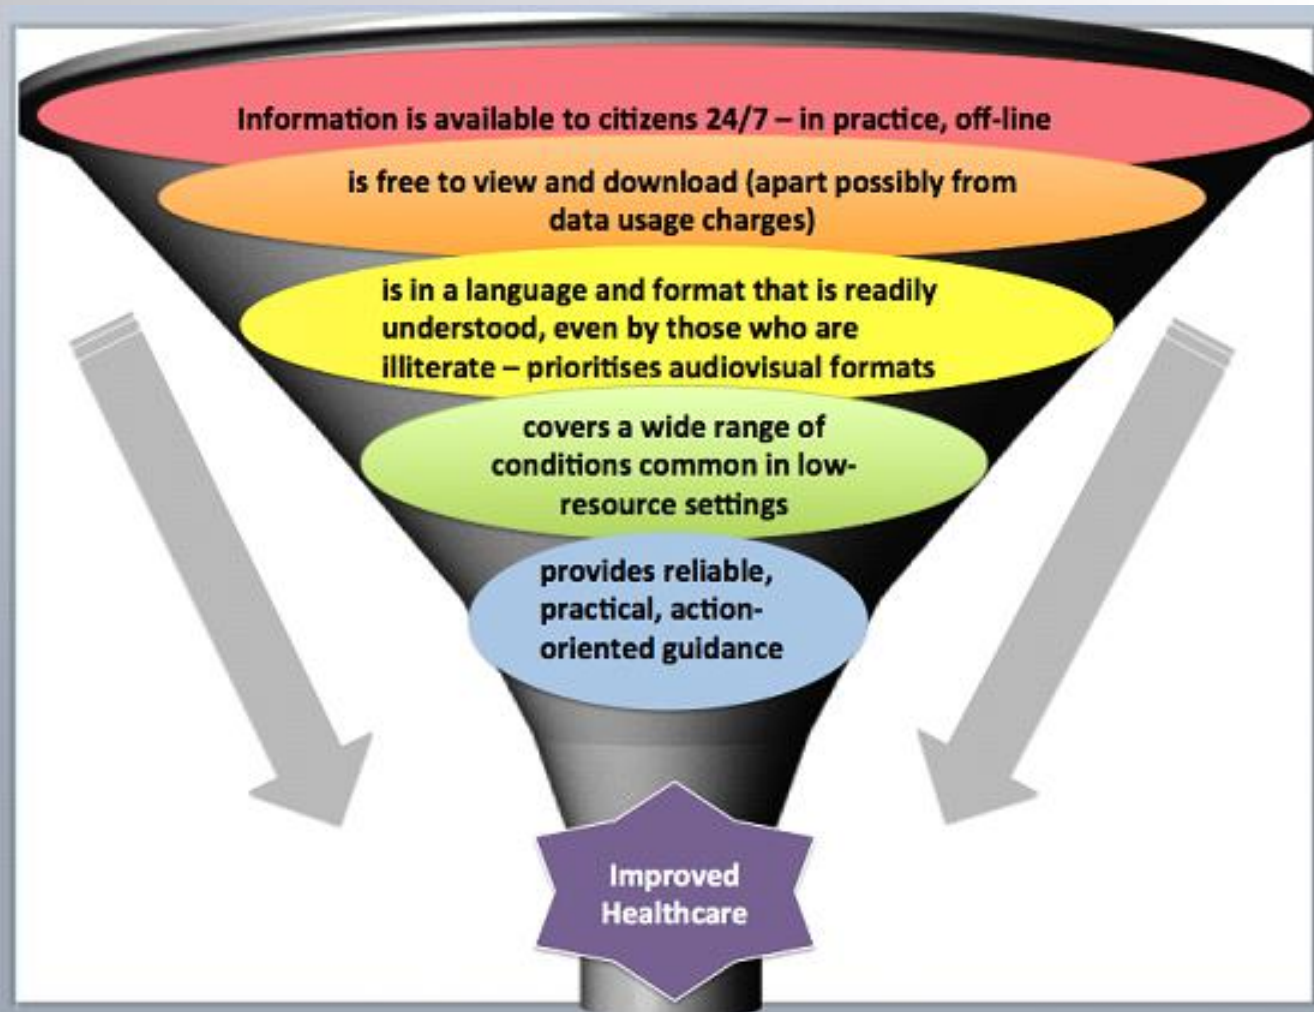 Information is available to citizens 24/7 – in practice, off-line
is free to view and download (apart possibly from
data usage charges)
is in a language and format that is readily
understood, even by those who are
illiterate – prioritises audiovisual formats
covers a wide range of
conditions common in low-
resource settings
provides reliable,
practical, action-
oriented guidance
Improved
Healthcare